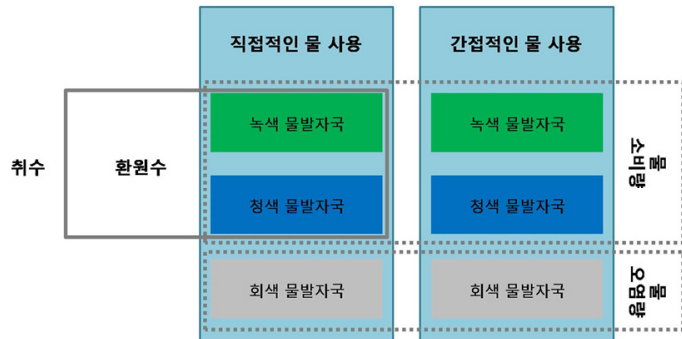 직접적인 물 사용
간접적인 물 사용
녹색 물발자국
녹색 물발자국
물
소비량
취수
환원수
청색 물발자국
청색 물발자국
회색 물발자국
회색 물발자국
물
오염량